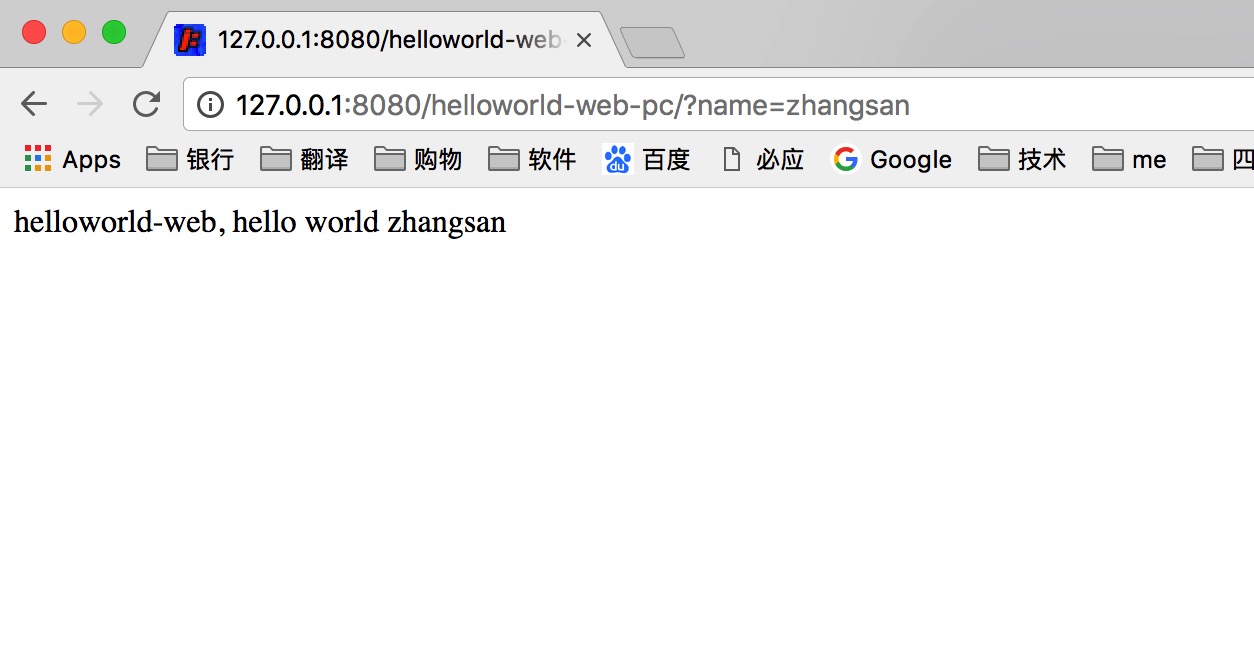 127.0.0.1:8080/helloworld-web-
127.0.0.1:8080/helloworld-web-pc/?name=zhangsan
Apps 银行 翻译 购物 软件 百度 必应 Google 技术 me 四
helloworld-web, hello world zhangsan